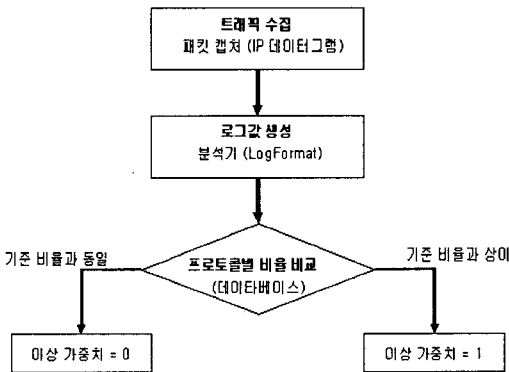 트래픽 수집
패킷 캡처 (IP 데이터그램)
로그값 생성
분석기 (LogFormat)
기준 비율과 동일
기준 비율과 상이
프로토콜별 비율 비교
(데이타베이스)
이상 가중치 = 0
이상 가중치 = 1